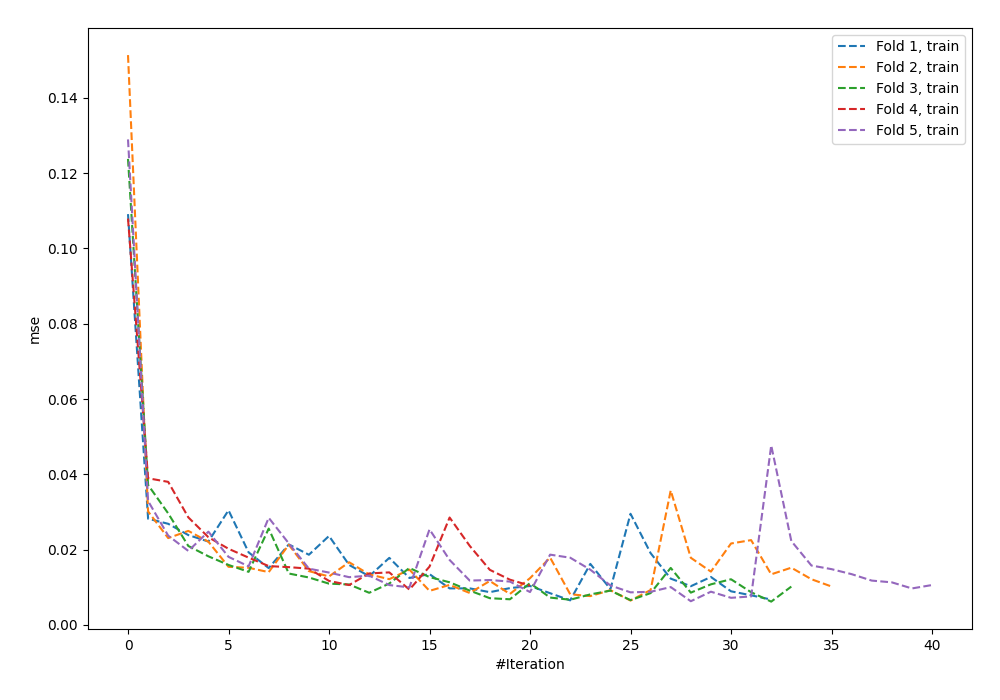 Fold 1, train
Fold 2, train
Fold 3, train
Fold 4, train
Fold 5, train
mse
0.14
0.12
0.10
0.08
0.06
0.04
0.02
0.00
0 5 10 15 20 25 30 35 40
#Iteration